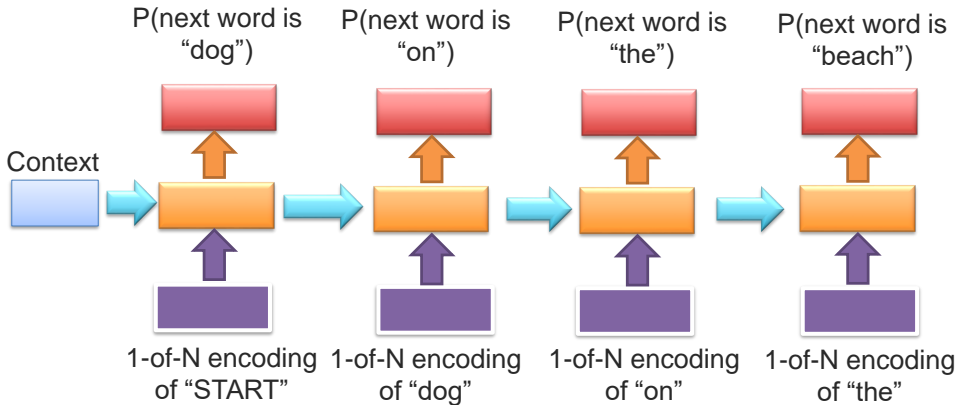 P(next word is
“dog”)
P(next word is
“on”)
P(next word is
“the”)
P(next word is
“beach”)
Context
1-of-N encoding
of “START”
1-of-N encoding
of “dog”
1-of-N encoding
of “on”
1-of-N encoding
of “the”